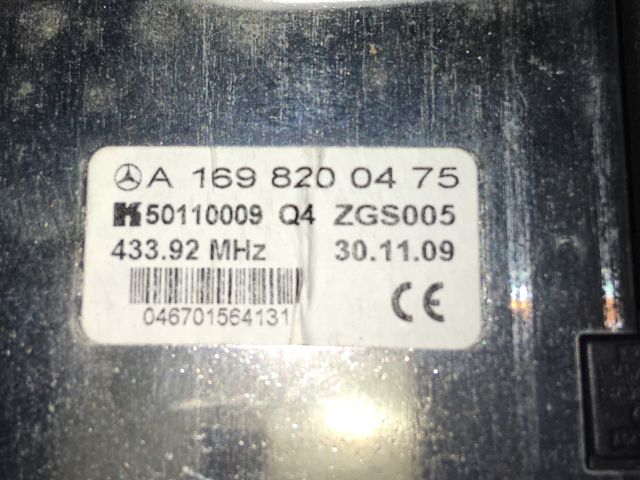 A 169 820 04 75
50110009 Q4 ZGS005
433.92 MHz 30.11.09
046701564131
CE